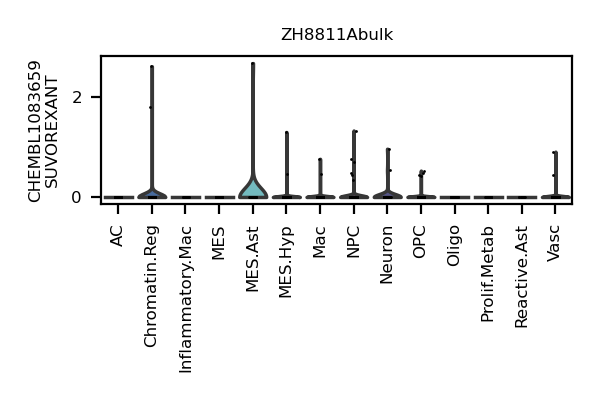 ZH8811Abulk
CHEMBL1083659
SUVOREXANT
2
0
AC
Chromatin.Reg
Inflammatory.Mac
MES
MES.Ast
MES.Hyp
Mac
NPC
Neuron
OPC
Oligo
Prolif.Metab
Reactive.Ast
Vasc